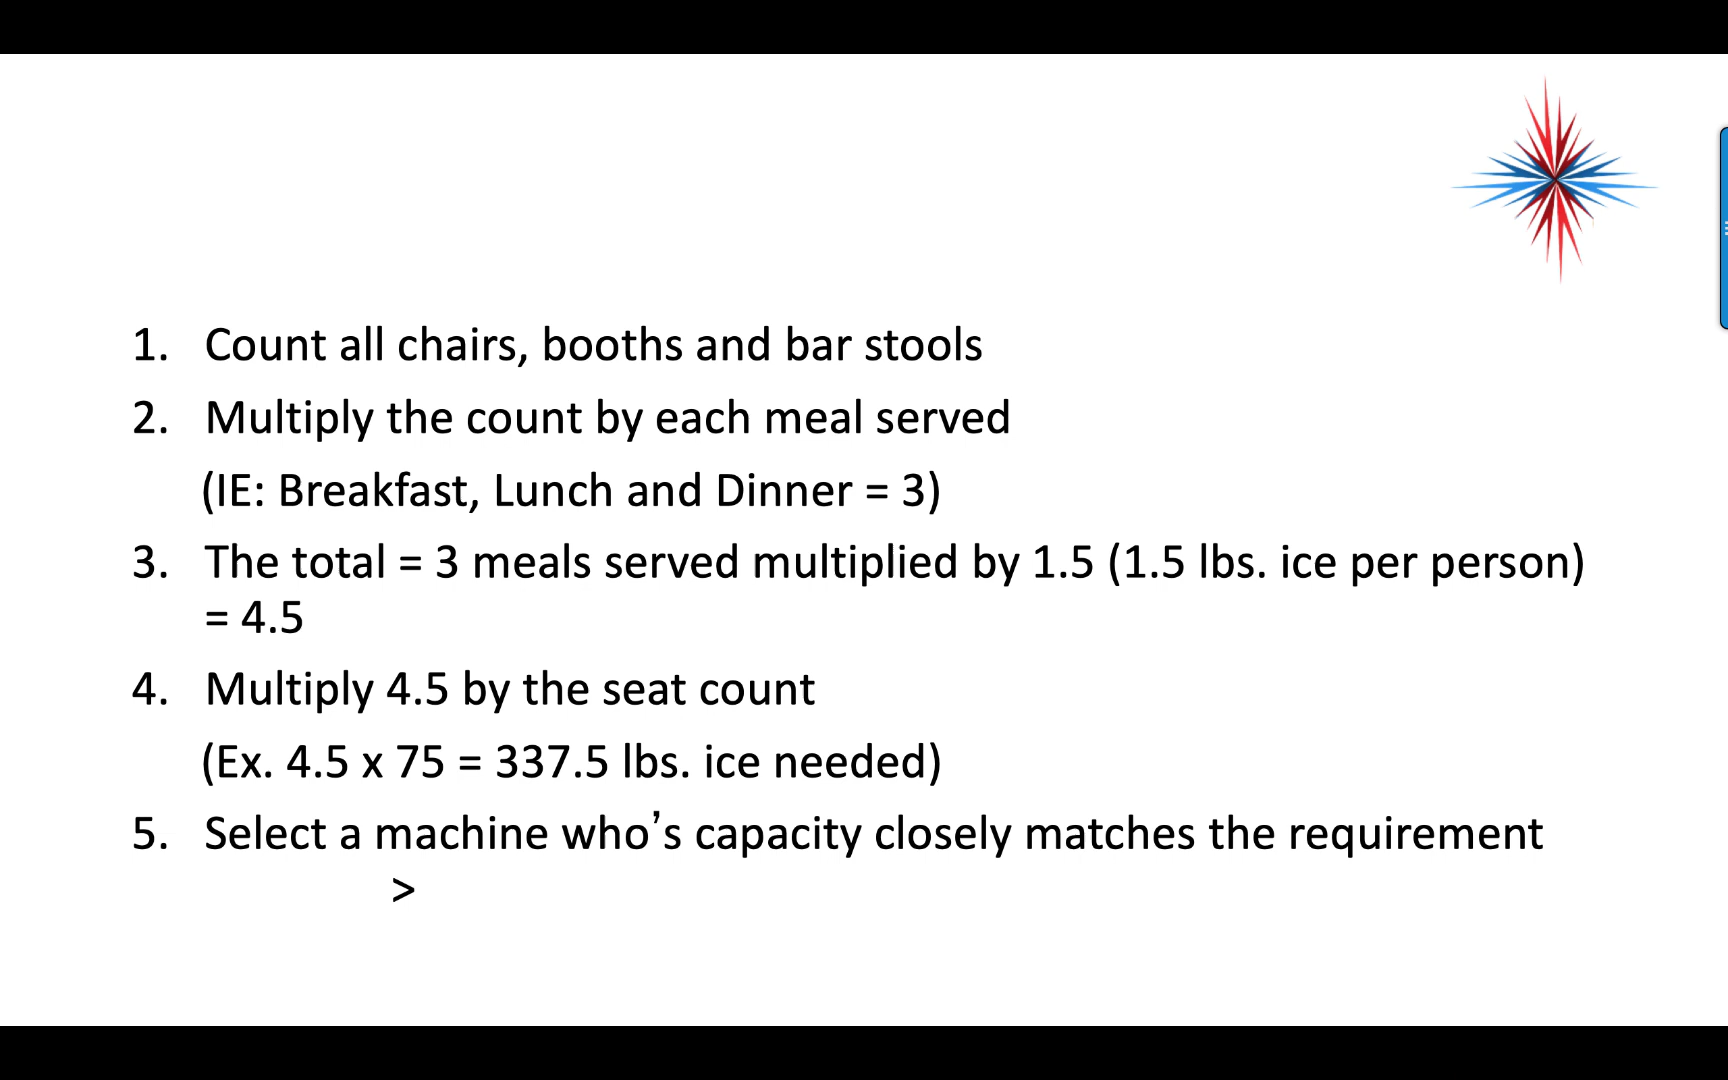 1. Count all chairs, booths and bar stools
2. Multiply the count by each meal served
(IE: Breakfast, Lunch and Dinner = 3)
3. The total = 3 meals served multiplied by 1.5 (1.5 lbs. ice per person)
= 4.5
4. Multiply 4.5 by the seat count
(Ex. 4.5 x 75 = 337.5 lbs. ice needed)
5. Select a machine who’s capacity closely matches the requirement
>